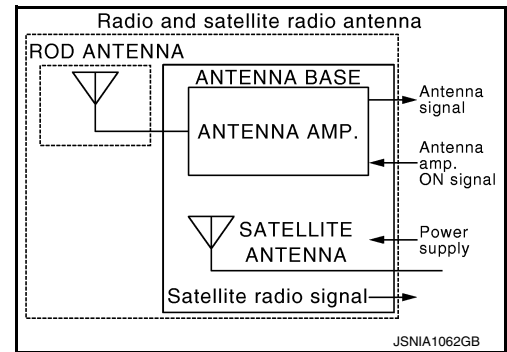 Radio and satellite radio antenna
ROD ANTENNA
ANTENNA BASE
ANTENNA AMP.
Antenna
signal
Antenna
amp.
ON signal
SATELLITE
ANTENNA
Power
supply
Satellite radio signal
JSNIA1062GB